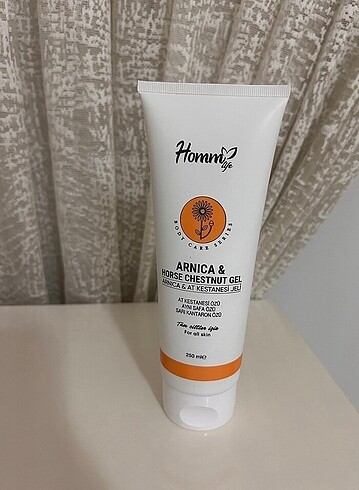 Homm
life
BODY CARE SERIES
ARNICA &
HORSE CHESTNUT GEL
ARNICA & AT KESTANESİ JELİ
AT KESTANESİ ÖZÜ
AYNI SAFA ÖZÜ
SARI KANTARON ÖZÜ
Tüm ciltler için
For all skin
250 ml℮